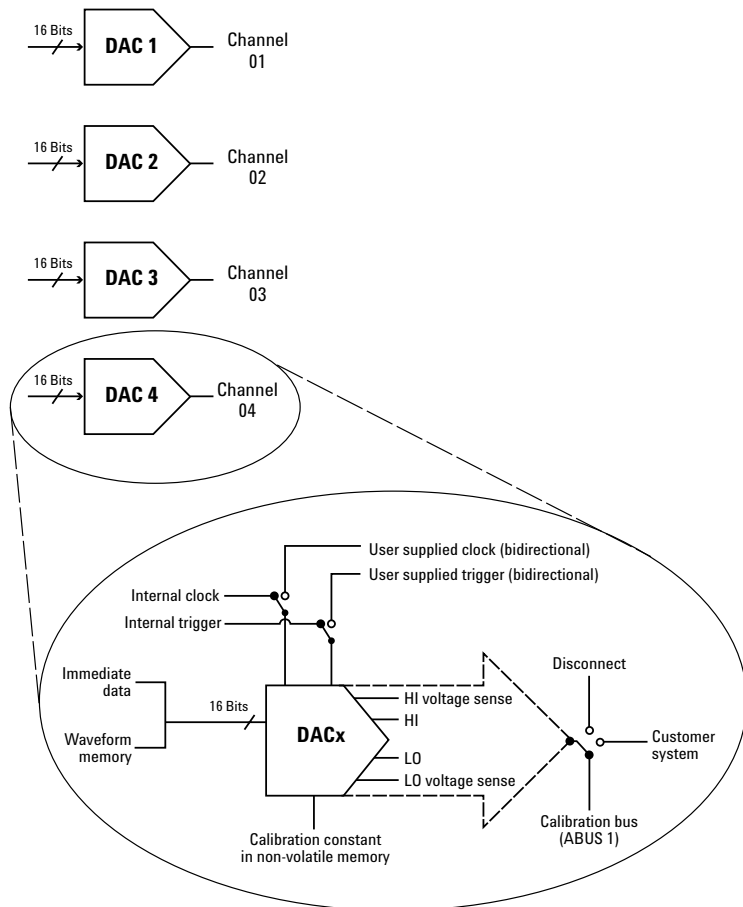 16 Bits
DAC 1
Channel
01
16 Bits
DAC 2
Channel
02
16 Bits
DAC 3
Channel
03
16 Bits
DAC 4
Channel
04
User supplied clock (bidirectional)
User supplied trigger (bidirectional)
Internal clock
Internal trigger
Immediate
data
Waveform
memory
16 Bits
DACx
HI voltage sense
HI
LO
LO voltage sense
Disconnect
Customer
system
Calibration bus
(ABUS 1)
Calibration constant
in non-volatile memory